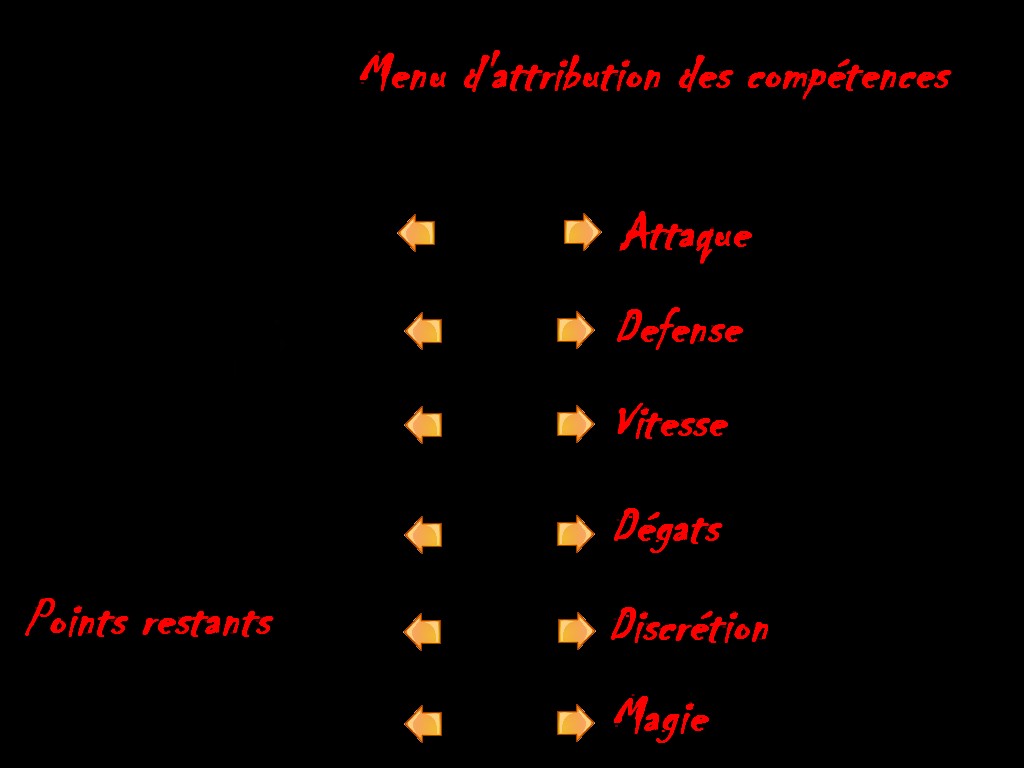 Menu d'attribution des compétences
Attaque
Defense
Vitesse
Dégats
Points restants
Discrétion
Magie